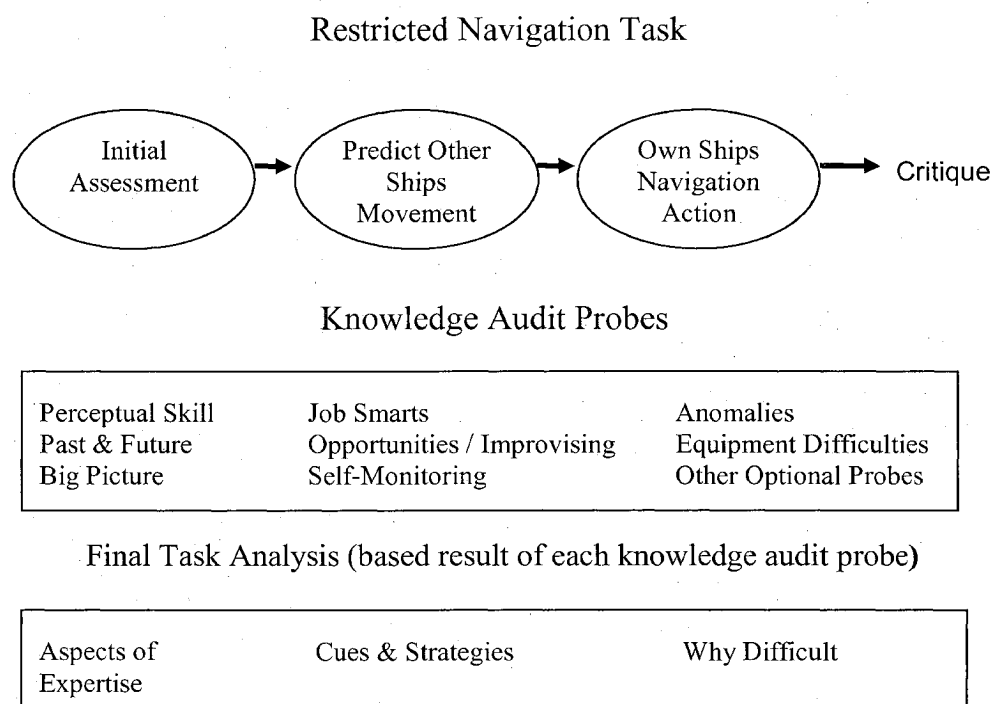 Restricted Navigation Task
Initial
Assessment
Predict Other
Ships
Movement
Own Ships
Navigation
Action
Critique
Knowledge Audit Probes
Perceptual Skill
Past & Future
Big Picture
Job Smarts
Opportunities / Improvising
Self-Monitoring
Anomalies
Equipment Difficulties
Other Optional Probes
Final Task Analysis (based result of each knowledge audit probe)
Aspects of
Expertise
Cues & Strategies
Why Difficult